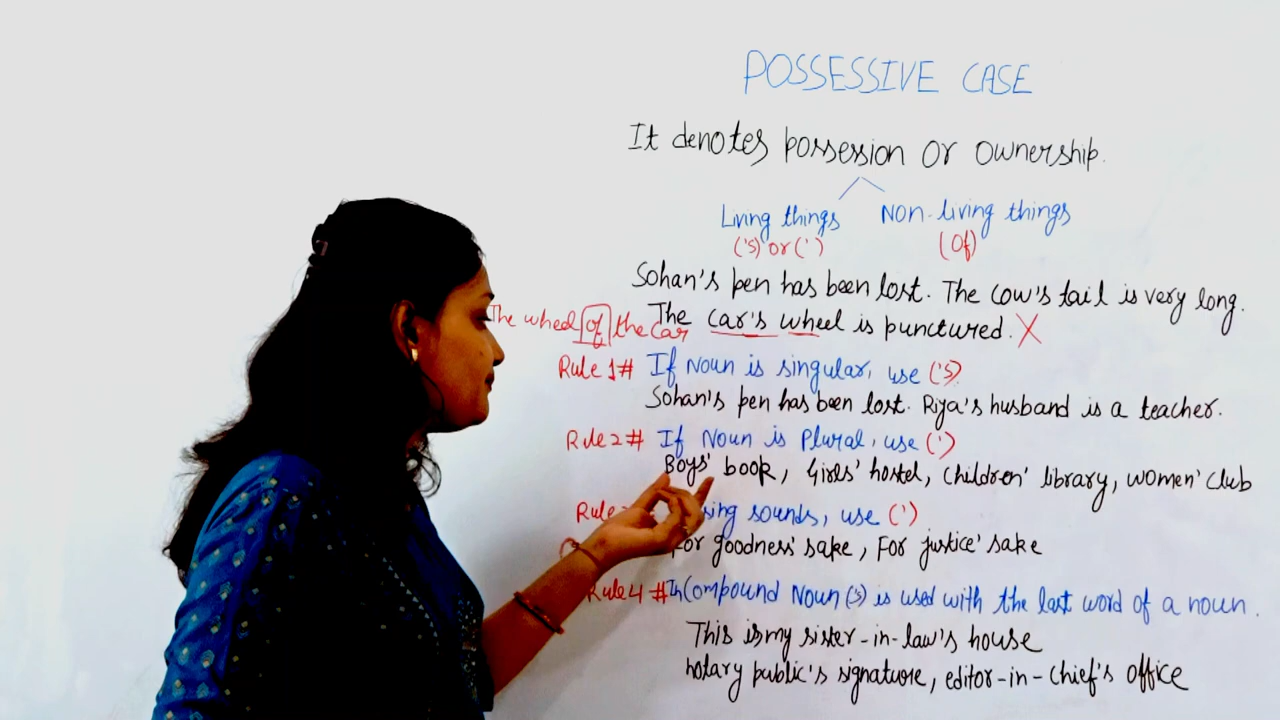 POSSESSIVE CASE
It denotes possession or ownership.
Living things Non-living things
('s) or (') (Of)
Sohan's pen has been lost. The cow's tail is very long.
The wheel of the car
The car's wheel is punctured. X
Rule 1# If Noun is singular, use ('s)
Sohan's pen has been lost. Riya's husband is a teacher.
Rule 2# If Noun is Plural, use (')
Boys' book, Girls' hostel, Children' library, women' club
Rule sing sounds, use (')
For goodness' sake, For justice' sake
Rule 4 # In Compound Noun ('s) is used with the last word of a noun.
This is my sister-in-law's house
notary public's signature, editor-in-chief's office